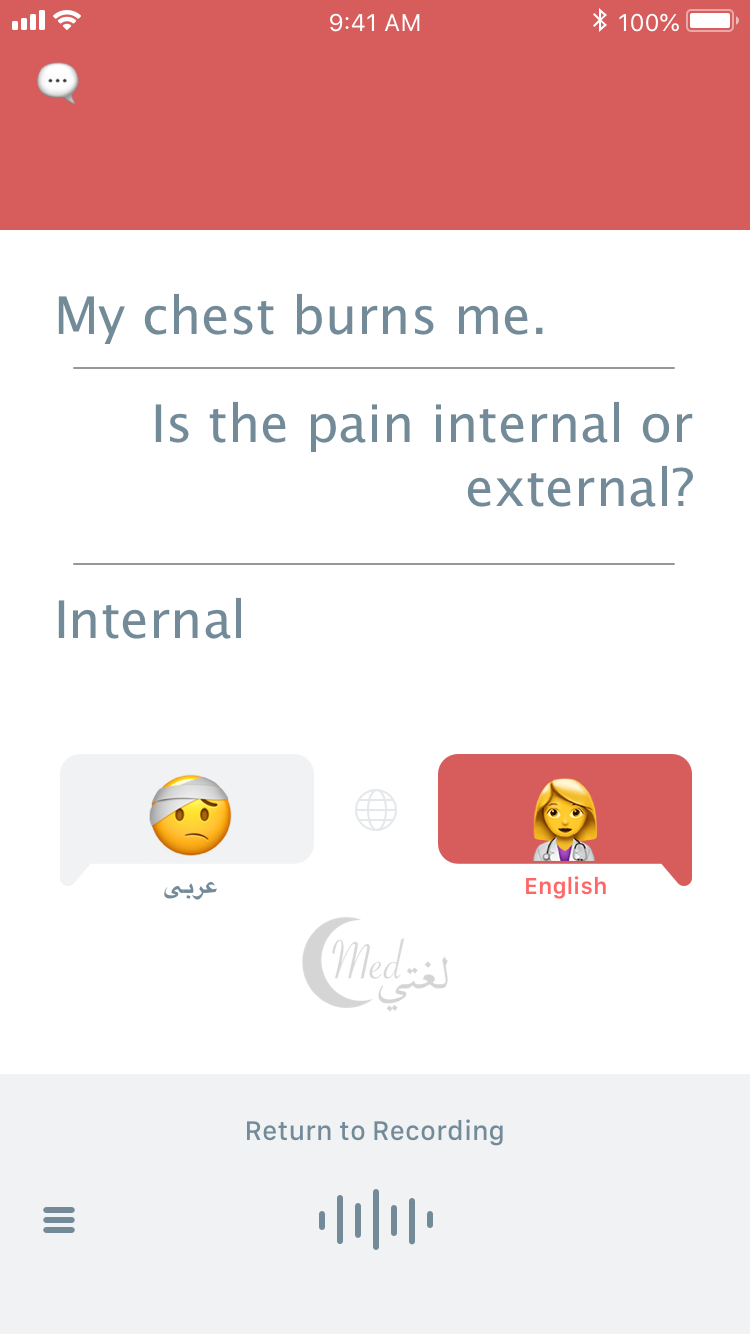 9:41 AM
100%
My chest burns me.
Is the pain internal or
external?
Internal
عربى
English
Med لغتي
Return to Recording